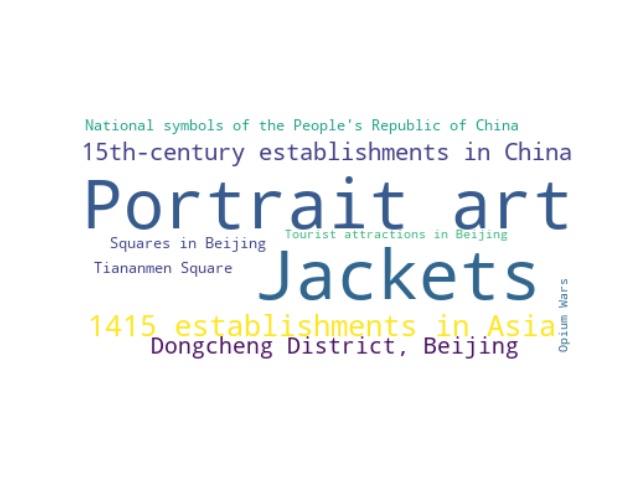 National symbols of the People's Republic of China
15th-century establishments in China
Portrait art
Tourist attractions in Beijing
Squares in Beijing
Jackets
Tiananmen Square
Opium Wars
1415 establishments in Asia
Dongcheng District, Beijing